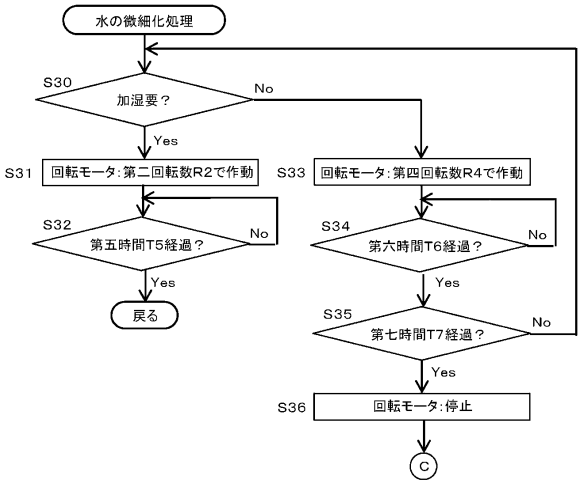 水の微細化処理
S30
加湿要？
No
Yes
S31
回転モータ：第二回転数R2で作動
S33
回転モータ：第四回転数R4で作動
S32
第五時間T5経過？
No
Yes
戻る
S34
第六時間T6経過？
No
Yes
S35
第七時間T7経過？
No
Yes
S36
回転モータ：停止
C